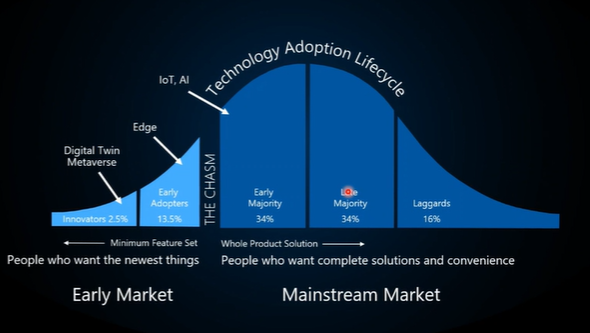 Technology Adoption Lifecycle
IoT, AI
Edge
Digital Twin
Metaverse
THE CHASM
Innovators 2.5%
Early
Adopters
13.5%
Early
Majority
34%
Late
Majority
34%
Laggards
16%
Minimum Feature Set
Whole Product Solution
People who want the newest things
People who want complete solutions and convenience
Early Market
Mainstream Market